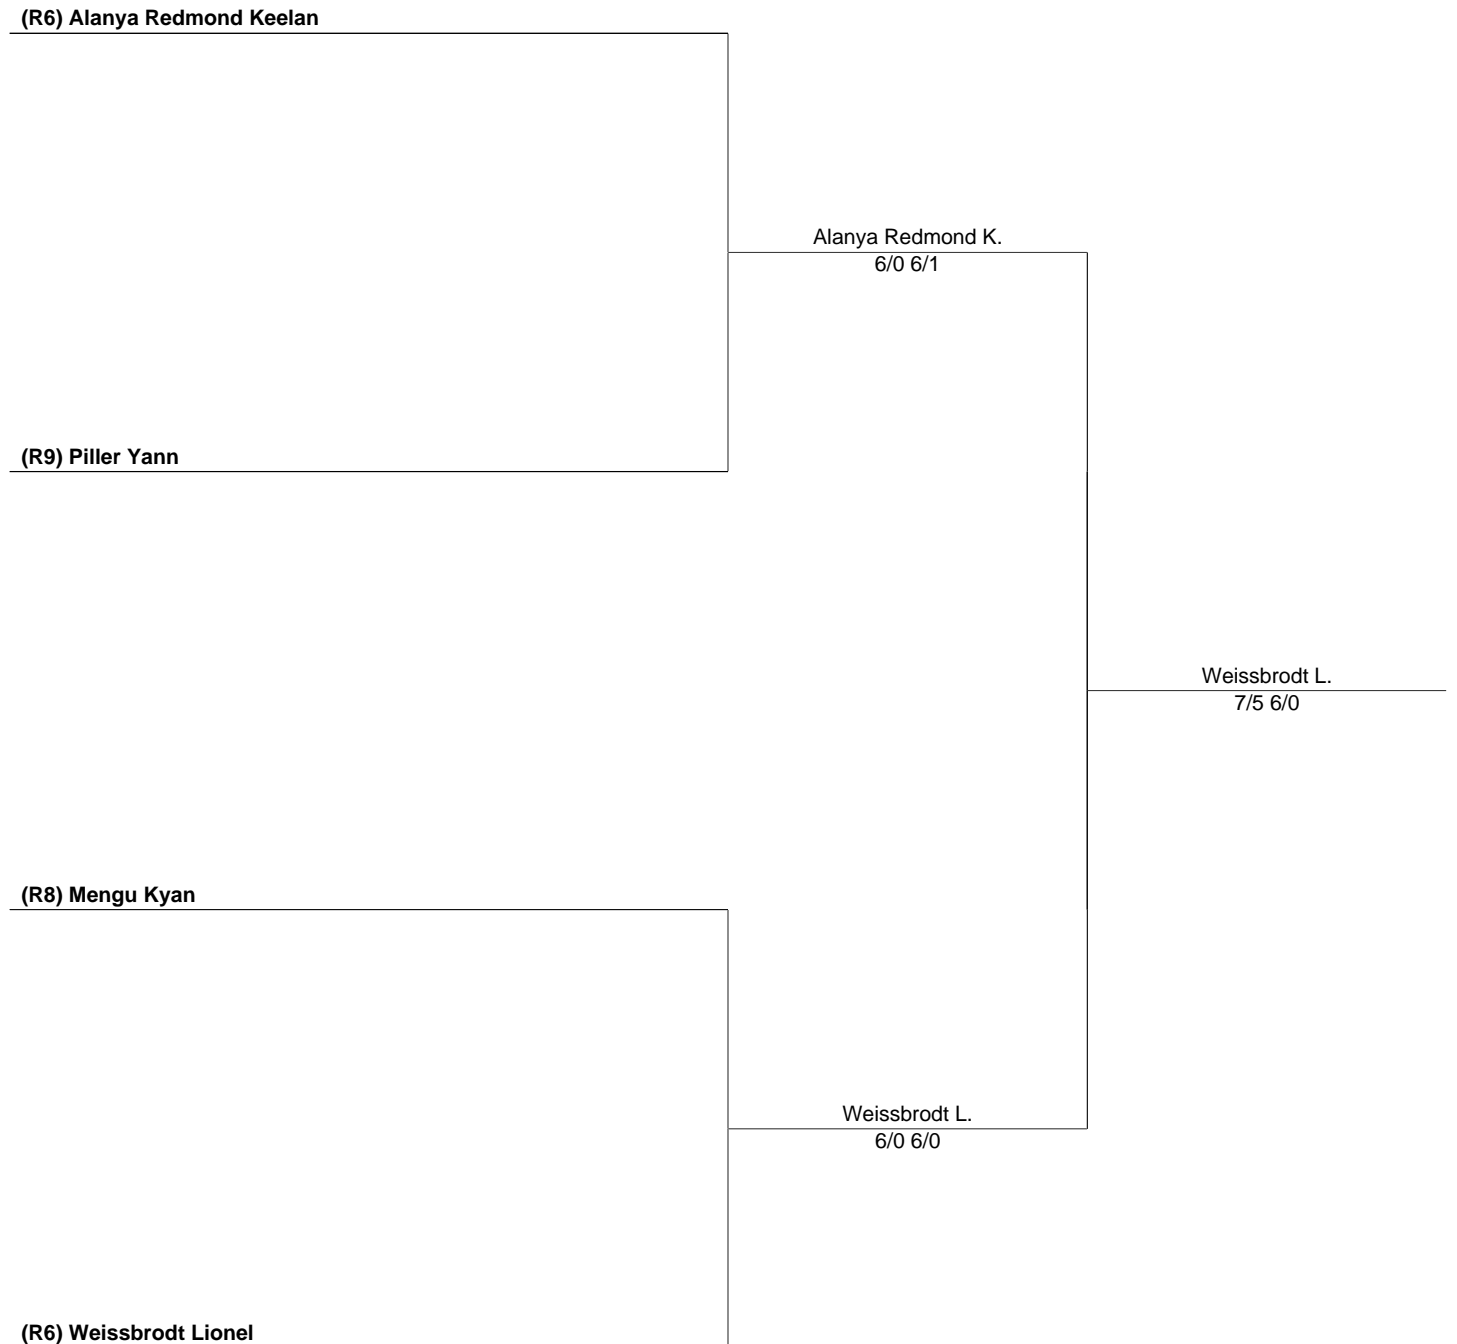 (R6) Alanya Redmond Keelan
Alanya Redmond K.
6/0 6/1
(R9) Piller Yann
Weissbrodt L.
7/5 6/0
(R8) Mengu Kyan
Weissbrodt L.
6/0 6/0
(R6) Weissbrodt Lionel